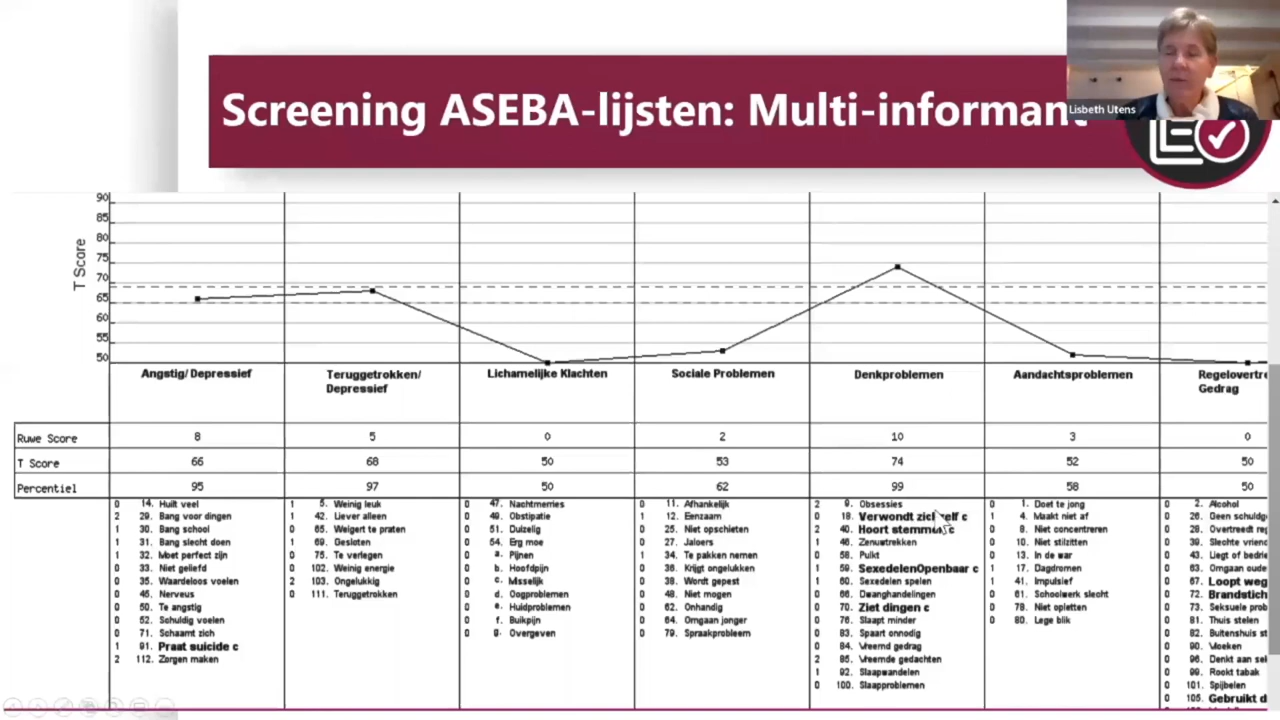 Screening ASEBA-lijsten: Multi-informant
Lisbeth Utens
T Score
90
85
80
75
70
65
60
55
50
Angstig/Depressief
Teruggetrokken/
Depressief
Lichamelijke Klachten
Sociale Problemen
Denkproblemen
Aandachtsproblemen
Regelovertre
Gedrag
Ruwe Score 8 5 0 2 10 3 0
T Score 66 68 50 53 74 52 50
Percentiel 95 97 50 62 99 58 50
0 14. Huilt veel
2 29. Bang voor dingen
1 30. Bang school
1 31. Bang slecht doen
1 32. Moet perfect zijn
0 33. Niet geliefd
0 35. Waardeloos voelen
0 45. Nerveus
0 50. Te angstig
0 52. Schuldig voelen
0 71. Schaamt zich
1 91. Praat suicide c
2 112. Zorgen maken
1 5. Weinig leuk
1 42. Liever alleen
0 65. Weigert te praten
1 69. Gesloten
0 75. Te verlegen
0 102. Weinig energie
2 103. Ongelukkig
0 111. Teruggetrokken
0 47. Nachtmerries
0 49. Obstipatie
0 51. Duizelig
0 54. Erg moe
0 a. Pijnen
0 b. Hoofdpijn
0 c. Misselijk
0 d. Oogproblemen
0 e. Huidproblemen
0 f. Buikpijn
0 g. Overgeven
0 11. Afhankelijk
1 12. Eenzaam
0 25. Niet opschieten
0 27. Jaloers
1 34. Te pakken nemen
0 36. Krijgt ongelukken
0 38. Wordt gepest
0 48. Niet mogen
0 62. Onhandig
0 64. Omgaan jonger
0 79. Spraakprobleem
2 9. Obsessies
0 18. Verwondt zichzelf c
2 40. Hoort stemmen c
1 46. Zenuwtrekken
0 58. Pulkt
1 59. SexedelenOpenbaar c
1 60. Sexedelen spelen
0 66. Dwanghandelingen
0 70. Ziet dingen c
0 76. Slaapt minder
0 83. Spaart onnodig
0 84. Vreemd gedrag
2 85. Vreemde gedachten
1 92. Slaapwandelen
0 100. Slaapproblemen
0 1. Doet te jong
1 4. Maakt niet af
0 8. Niet concentreren
0 10. Niet stilzitten
0 13. In de war
1 17. Dagdromen
1 41. Impulsief
0 61. Schoolwerk slecht
0 78. Niet opletten
0 80. Lege blik
0 2. Alcohol
0 26. Geen schuldge
0 28. Overtreedt reg
0 39. Slechte vriend
0 43. Liegt of bedrie
0 63. Omgaan oude
0 67. Loopt weg
0 72. Brandstich
0 73. Seksuele prob
0 81. Thuis stelen
0 82. Buitenshuis st
0 90. Vloeken
0 96. Denkt aan sek
0 99. Rookt tabak
0 101. Spijbelen
0 105. Gebruikt d